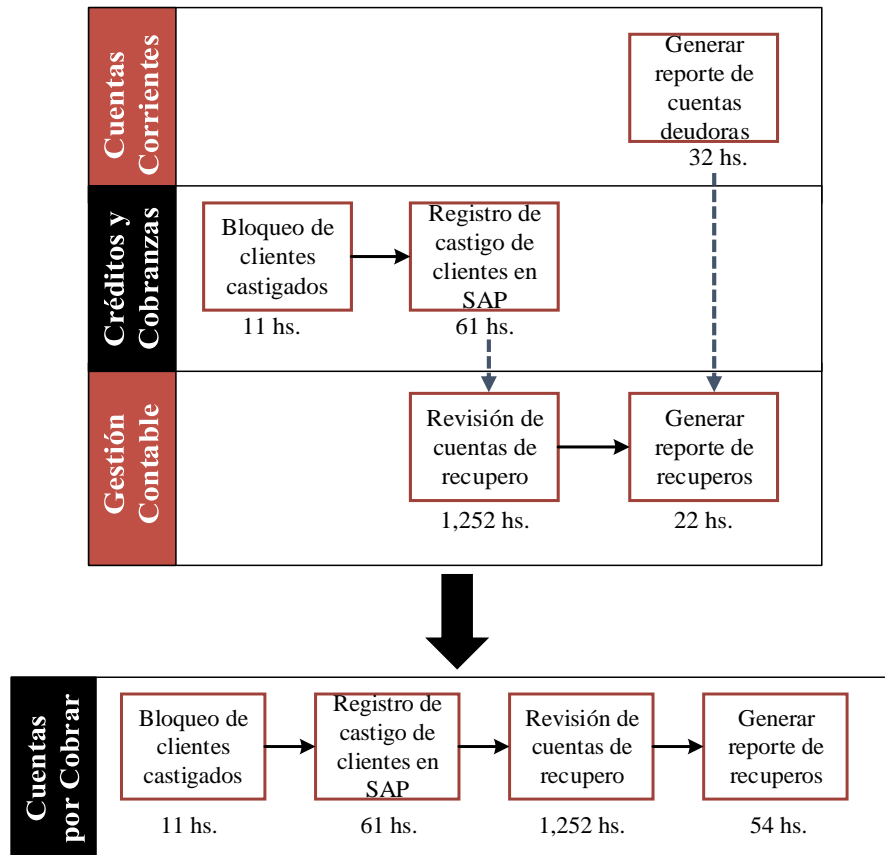 Cuentas
Corrientes
Generar
reporte de
cuentas
deudoras
32 hs.
Créditos y
Cobranzas
Bloqueo de
clientes
castigados
11 hs.
Registro de
castigo de
clientes en
SAP
61 hs.
Gestión
Contable
Revisión de
cuentas de
recupero
1,252 hs.
Generar
reporte de
recuperos
22 hs.
Cuentas
por Cobrar
Bloqueo de
clientes
castigados
11 hs.
Registro de
castigo de
clientes en
SAP
61 hs.
Revisión de
cuentas de
recupero
1,252 hs.
Generar
reporte de
recuperos
54 hs.